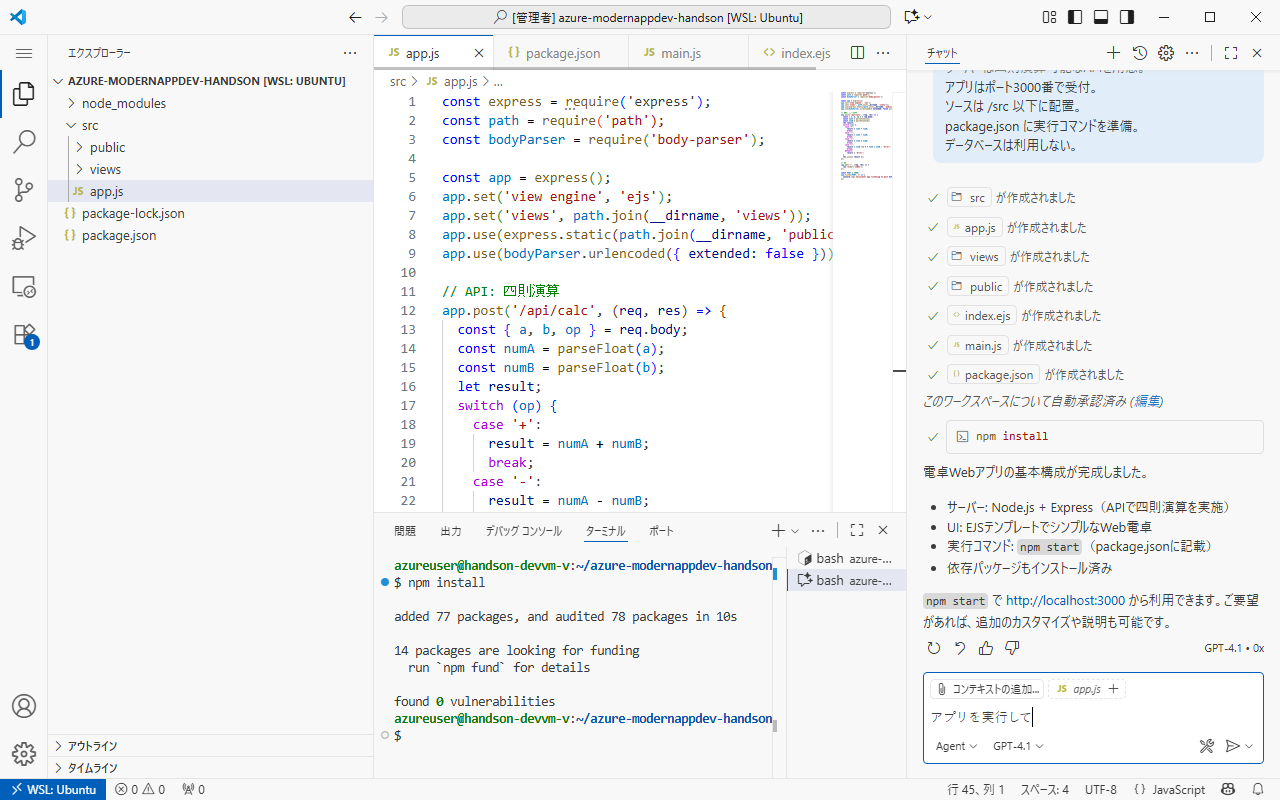 [管理者] azure-modernappdev-handson [WSL: Ubuntu]
エクスプローラー
AZURE-MODERNAPPDEV-HANDSON [WSL: UBUNTU]
node_modules
src
public
views
JS app.js
{} package-lock.json
{} package.json
アウトライン
タイムライン
1
JS app.js
{} package.json
JS main.js
<> index.ejs
src > JS app.js > ...
1 const express = require('express');
2 const path = require('path');
3 const bodyParser = require('body-parser');
4
5 const app = express();
6 app.set('view engine', 'ejs');
7 app.set('views', path.join(__dirname, 'views'));
8 app.use(express.static(path.join(__dirname, 'public
9 app.use(bodyParser.urlencoded({ extended: false }))
10
11 // API: 四則演算
12 app.post('/api/calc', (req, res) => {
13 const { a, b, op } = req.body;
14 const numA = parseFloat(a);
15 const numB = parseFloat(b);
16 let result;
17 switch (op) {
18 case '+':
19 result = numA + numB;
20 break;
21 case '-':
22 result = numA - numB;
問題 出力 デバッグ コンソール ターミナル ポート
azureuser@handson-devvm-v:~/azure-modernappdev-handson
$ npm install
added 77 packages, and audited 78 packages in 10s
14 packages are looking for funding
run `npm fund` for details
found 0 vulnerabilities
azureuser@handson-devvm-v:~/azure-modernappdev-handson
$
bash azure-...
bash azure-...
チャット
アプリはポート3000番で受付。
ソースは /src 以下に配置。
package.json に実行コマンドを準備。
データベースは利用しない。
src が作成されました
JS app.js が作成されました
views が作成されました
public が作成されました
<> index.ejs が作成されました
JS main.js が作成されました
{} package.json が作成されました
このワークスペースについて自動承認済み (編集)
npm install
電卓Webアプリの基本構成が完成しました。
• サーバー: Node.js + Express（APIで四則演算を実施）
• UI: EJSテンプレートでシンプルなWeb電卓
• 実行コマンド: npm start（package.jsonに記載）
• 依存パッケージもインストール済み
npm start で http://localhost:3000 から利用できます。ご要望
があれば、追加のカスタマイズや説明も可能です。
GPT-4.1 • 0x
コンテキストの追加... JS app.js +
アプリを実行して
Agent GPT-4.1
WSL: Ubuntu 0 0 0
行 45、列 1 スペース: 4 UTF-8 {} JavaScript